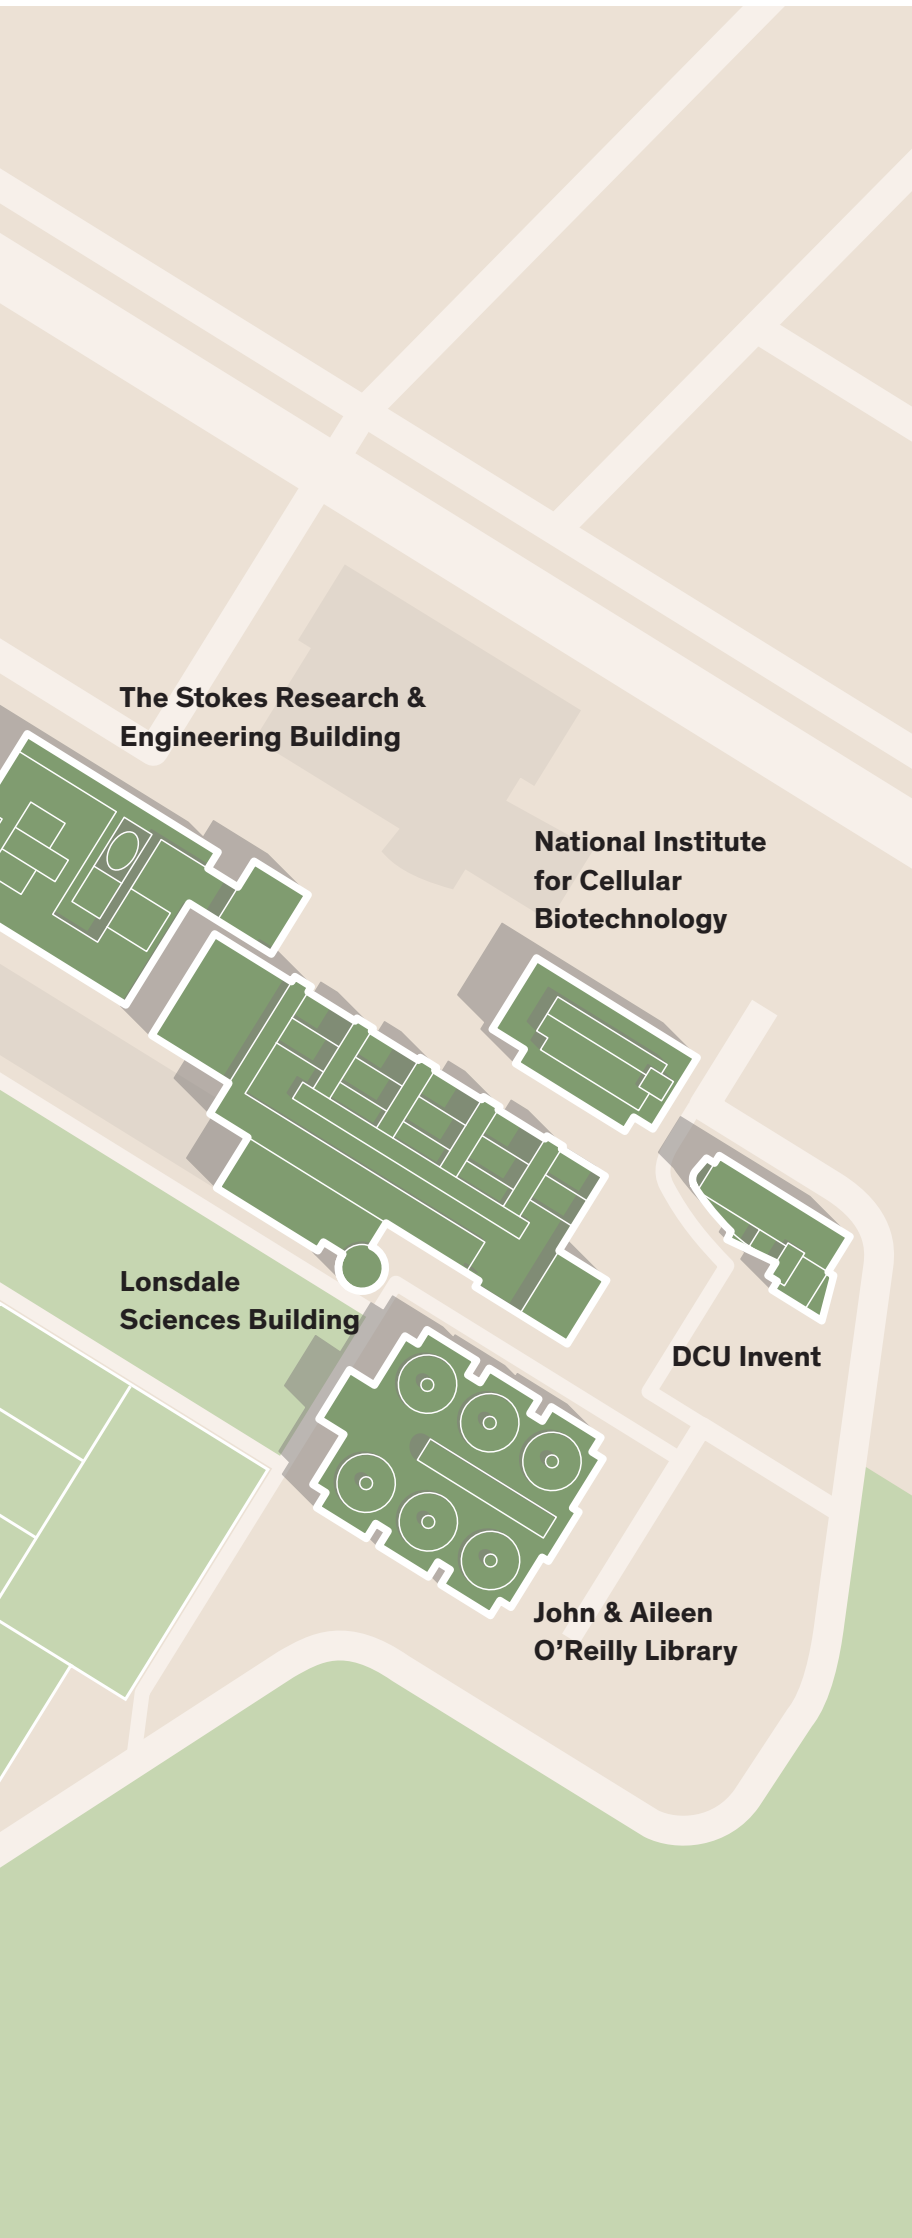 The Stokes Research &
Engineering Building
National Institute
for Cellular
Biotechnology
Lonsdale
Sciences Building
DCU Invent
John & Aileen
O’Reilly Library